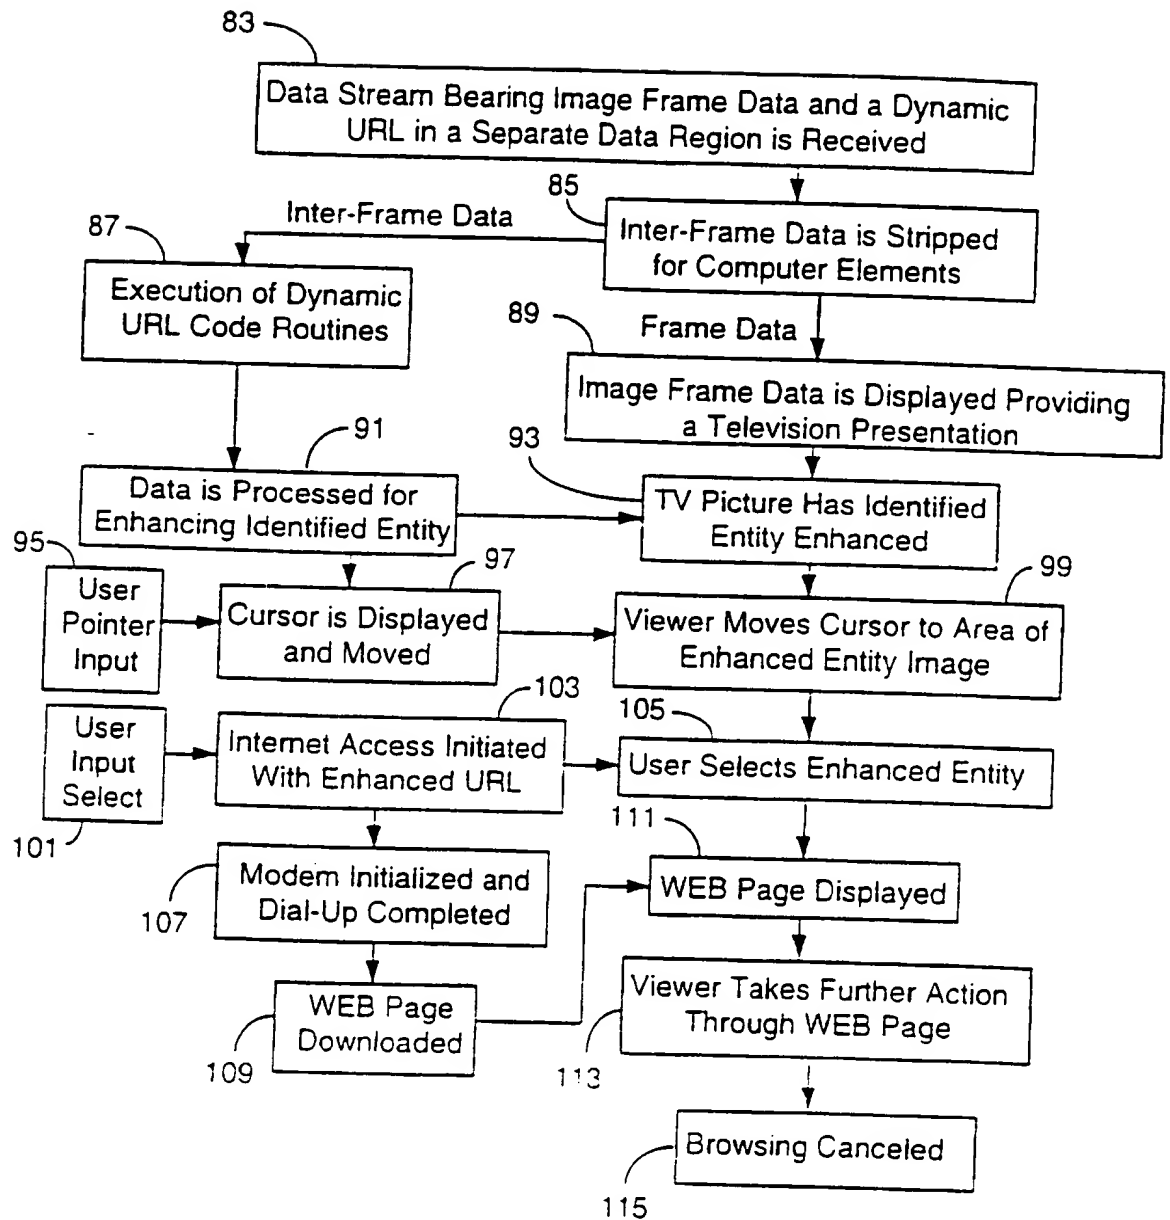 83
Data Stream Bearing Image Frame Data and a Dynamic
URL in a Separate Data Region is Received
85
Inter-Frame Data
87
Inter-Frame Data is Stripped
for Computer Elements
Execution of Dynamic
URL Code Routines
89
Frame Data
Image Frame Data is Displayed Providing
a Television Presentation
91
93
Data is Processed for
Enhancing Identified Entity
TV Picture Has Identified
Entity Enhanced
95
User
Pointer
Input
97
Cursor is Displayed
and Moved
99
Viewer Moves Cursor to Area of
Enhanced Entity Image
101
User
Input
Select
103
Internet Access Initiated
With Enhanced URL
105
User Selects Enhanced Entity
107
Modem Initialized and
Dial-Up Completed
111
WEB Page Displayed
109
WEB Page
Downloaded
113
Viewer Takes Further Action
Through WEB Page
Browsing Canceled
115